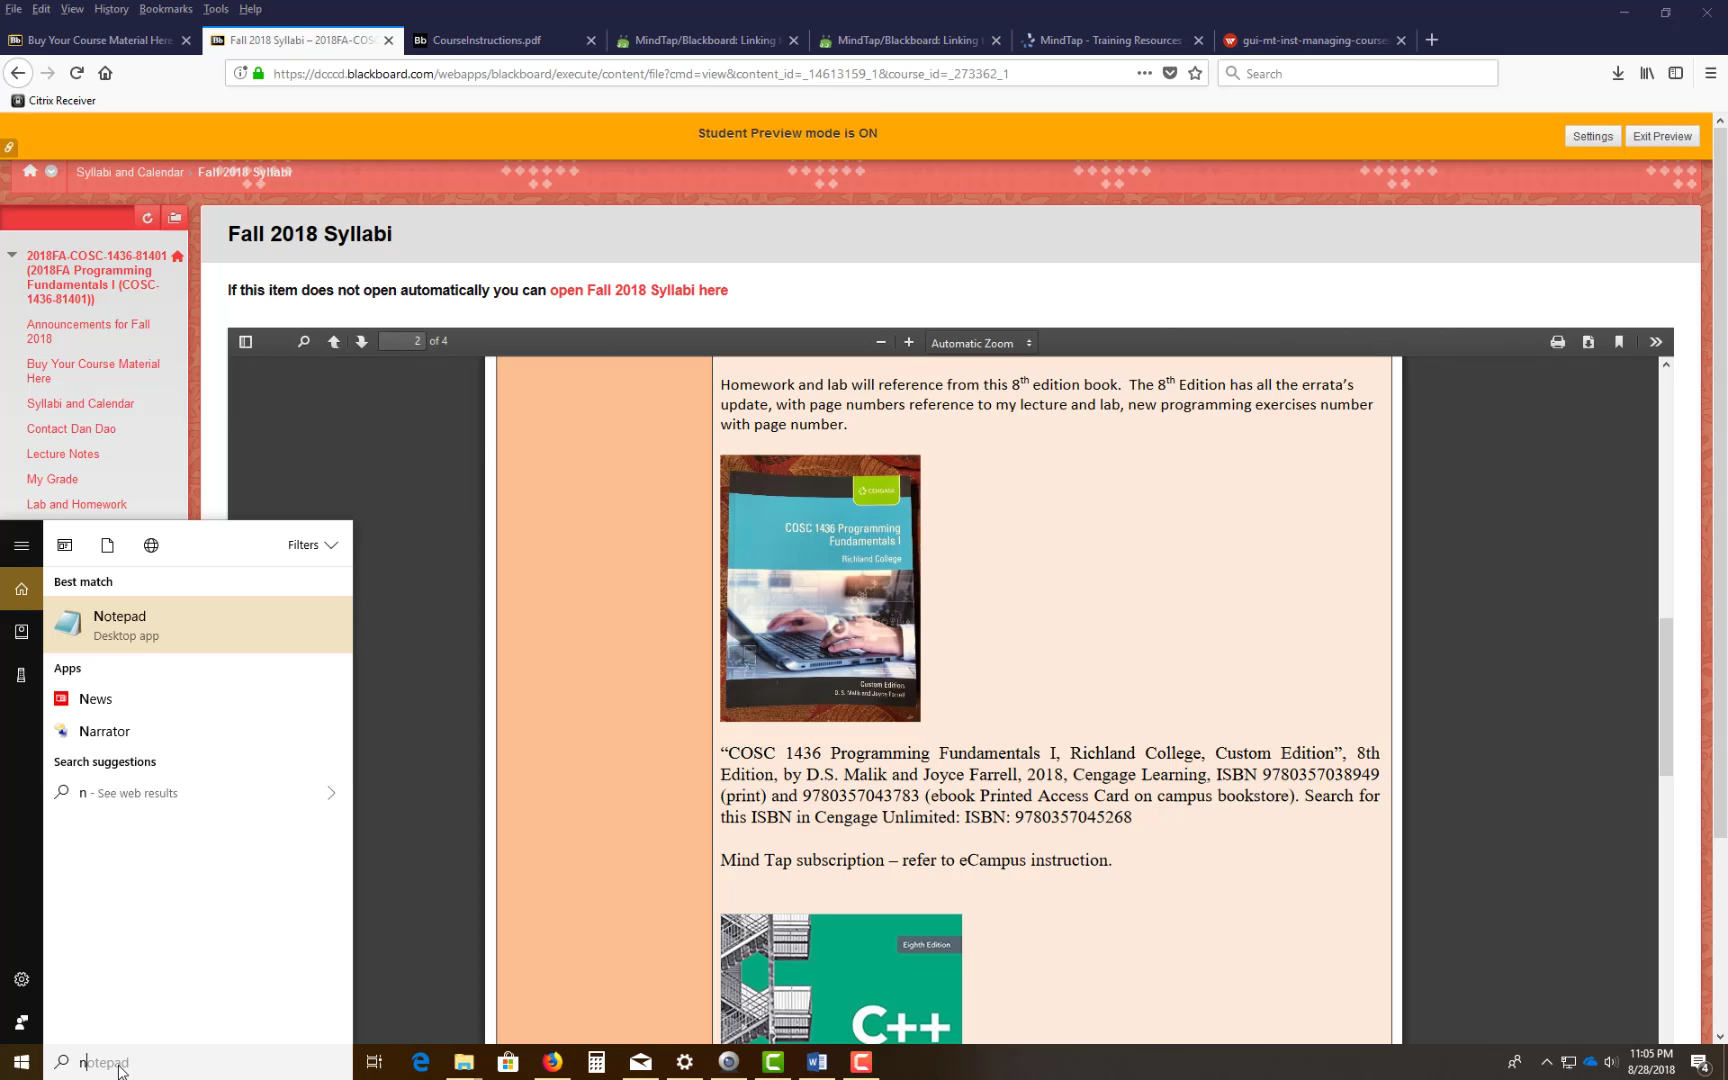 File Edit View History Bookmarks Tools Help
Buy Your Course Material Here
Fall 2018 Syllabi – 2018FA-COSC
CourseInstructions.pdf
MindTap/Blackboard: Linking
MindTap/Blackboard: Linking
MindTap - Training Resources
gui-mt-inst-managing-course
https://dcccd.blackboard.com/webapps/blackboard/execute/content/file?cmd=view&content_id=_14613159_1&course_id=_273362_1
Search
Citrix Receiver
Student Preview mode is ON
Settings
Exit Preview
Syllabi and Calendar
Fall 2018 Syllabi
2018FA-COSC-1436-81401
(2018FA Programming
Fundamentals I (COSC-
1436-81401))
Announcements for Fall
2018
Buy Your Course Material
Here
Syllabi and Calendar
Contact Dan Dao
Lecture Notes
My Grade
Lab and Homework
Fall 2018 Syllabi
If this item does not open automatically you can open Fall 2018 Syllabi here
2 of 4
Automatic Zoom
Homework and lab will reference from this 8th edition book. The 8th Edition has all the errata's
update, with page numbers reference to my lecture and lab, new programming exercises number
with page number.
CENGAGE
COSC 1436 Programming
Fundamentals I
Richland College
Custom Edition
D. S. Malik and Joyce Farrell
“COSC 1436 Programming Fundamentals I, Richland College, Custom Edition”, 8th
Edition, by D.S. Malik and Joyce Farrell, 2018, Cengage Learning, ISBN 9780357038949
(print) and 9780357043783 (ebook Printed Access Card on campus bookstore). Search for
this ISBN in Cengage Unlimited: ISBN: 9780357045268
Mind Tap subscription – refer to eCampus instruction.
Eighth Edition
C++
Filters
Best match
Notepad
Desktop app
Apps
News
Narrator
Search suggestions
n - See web results
notepad
11:05 PM
8/28/2018
4